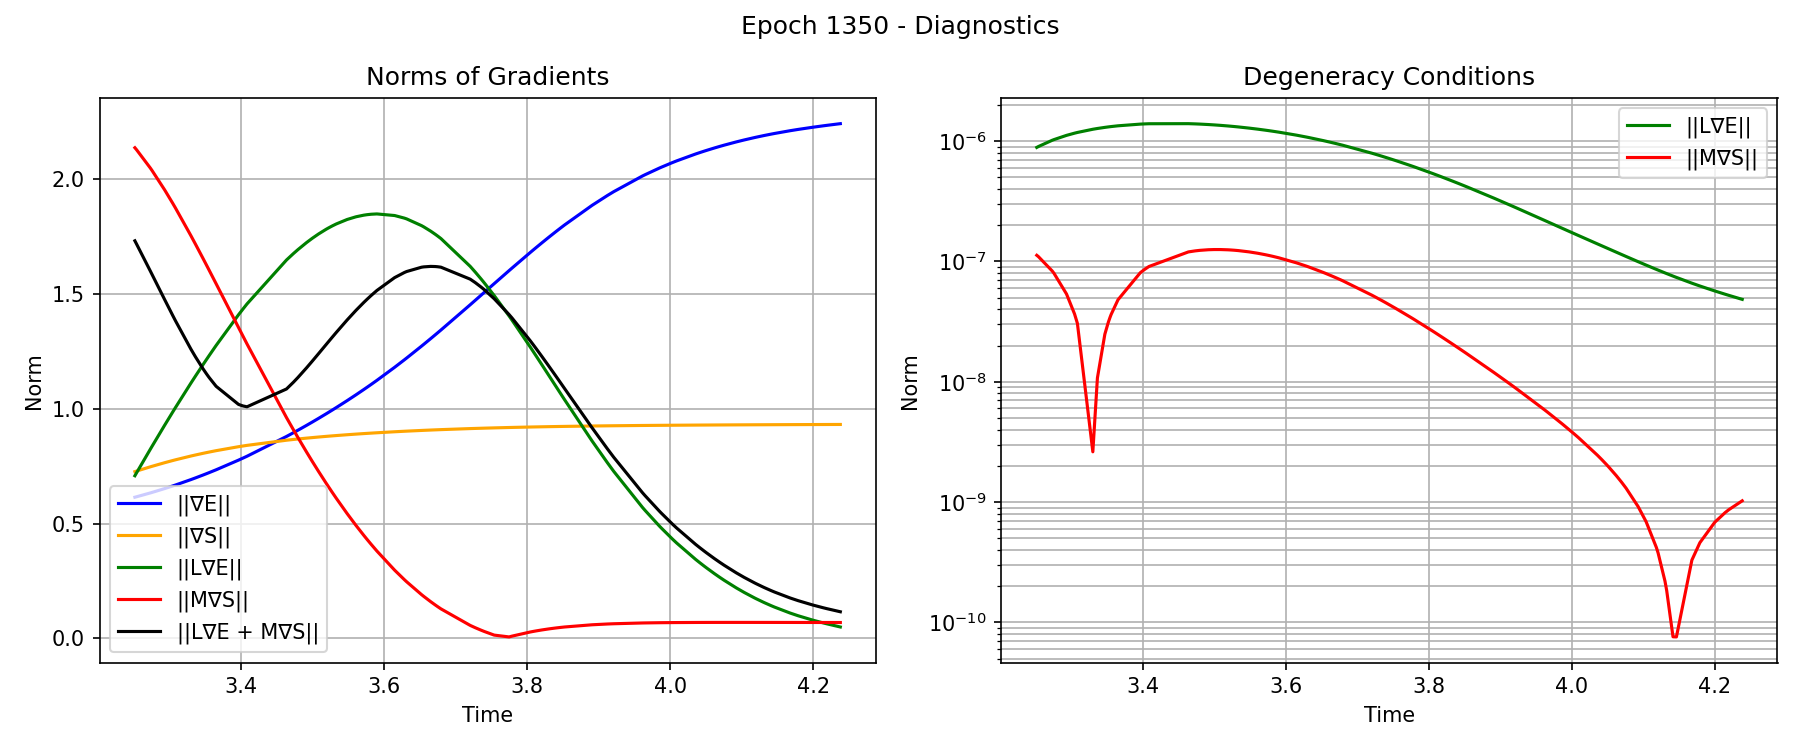 Epoch 1350 - Diagnostics
Norms of Gradients
Norm
2.0
1.5
1.0
0.5
0.0
||∇E||
||∇S||
||L∇E||
||M∇S||
||L∇E + M∇S||
3.4 3.6 3.8 4.0 4.2
Time
Degeneracy Conditions
Norm
10⁻⁶
10⁻⁷
10⁻⁸
10⁻⁹
10⁻¹⁰
||L∇E||
||M∇S||
3.4 3.6 3.8 4.0 4.2
Time